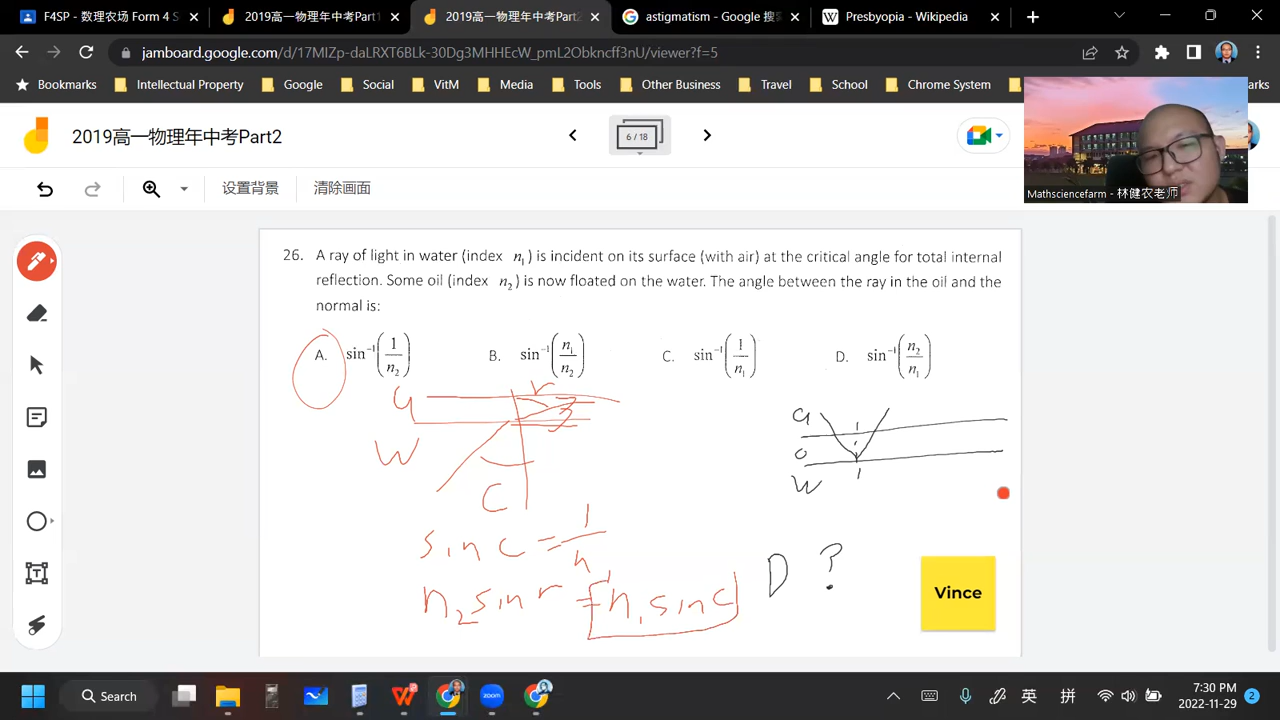 F4SP - 数理农场 Form 4 S
2019高一物理年中考Part1
2019高一物理年中考Part2
astigmatism - Google 搜
Presbyopia - Wikipedia
jamboard.google.com/d/17MIZp-daLRXT6BLk-30Dg3MHHEcW_pmL2Obkncff3nU/viewer?f=5
Bookmarks
Intellectual Property
Google
Social
VitM
Media
Tools
Other Business
Travel
School
Chrome System
marks
2019高一物理年中考Part2
6 / 18
Mathsciencefarm - 林健农老师
设置背景
清除画面
26. A ray of light in water (index n₁) is incident on its surface (with air) at the critical angle for total internal
reflection. Some oil (index n₂) is now floated on the water. The angle between the ray in the oil and the
normal is:
A. sin⁻¹(1/n₂) B. sin⁻¹(n₁/n₂) C. sin⁻¹(1/n₁) D. sin⁻¹(n₂/n₁)
r
G
W
C
G
O
W
sin c = 1/n₁
n₂ sin r = n₁ sin c
D ?
Vince
Search
zoom
英
拼
7:30 PM
2022-11-29
2